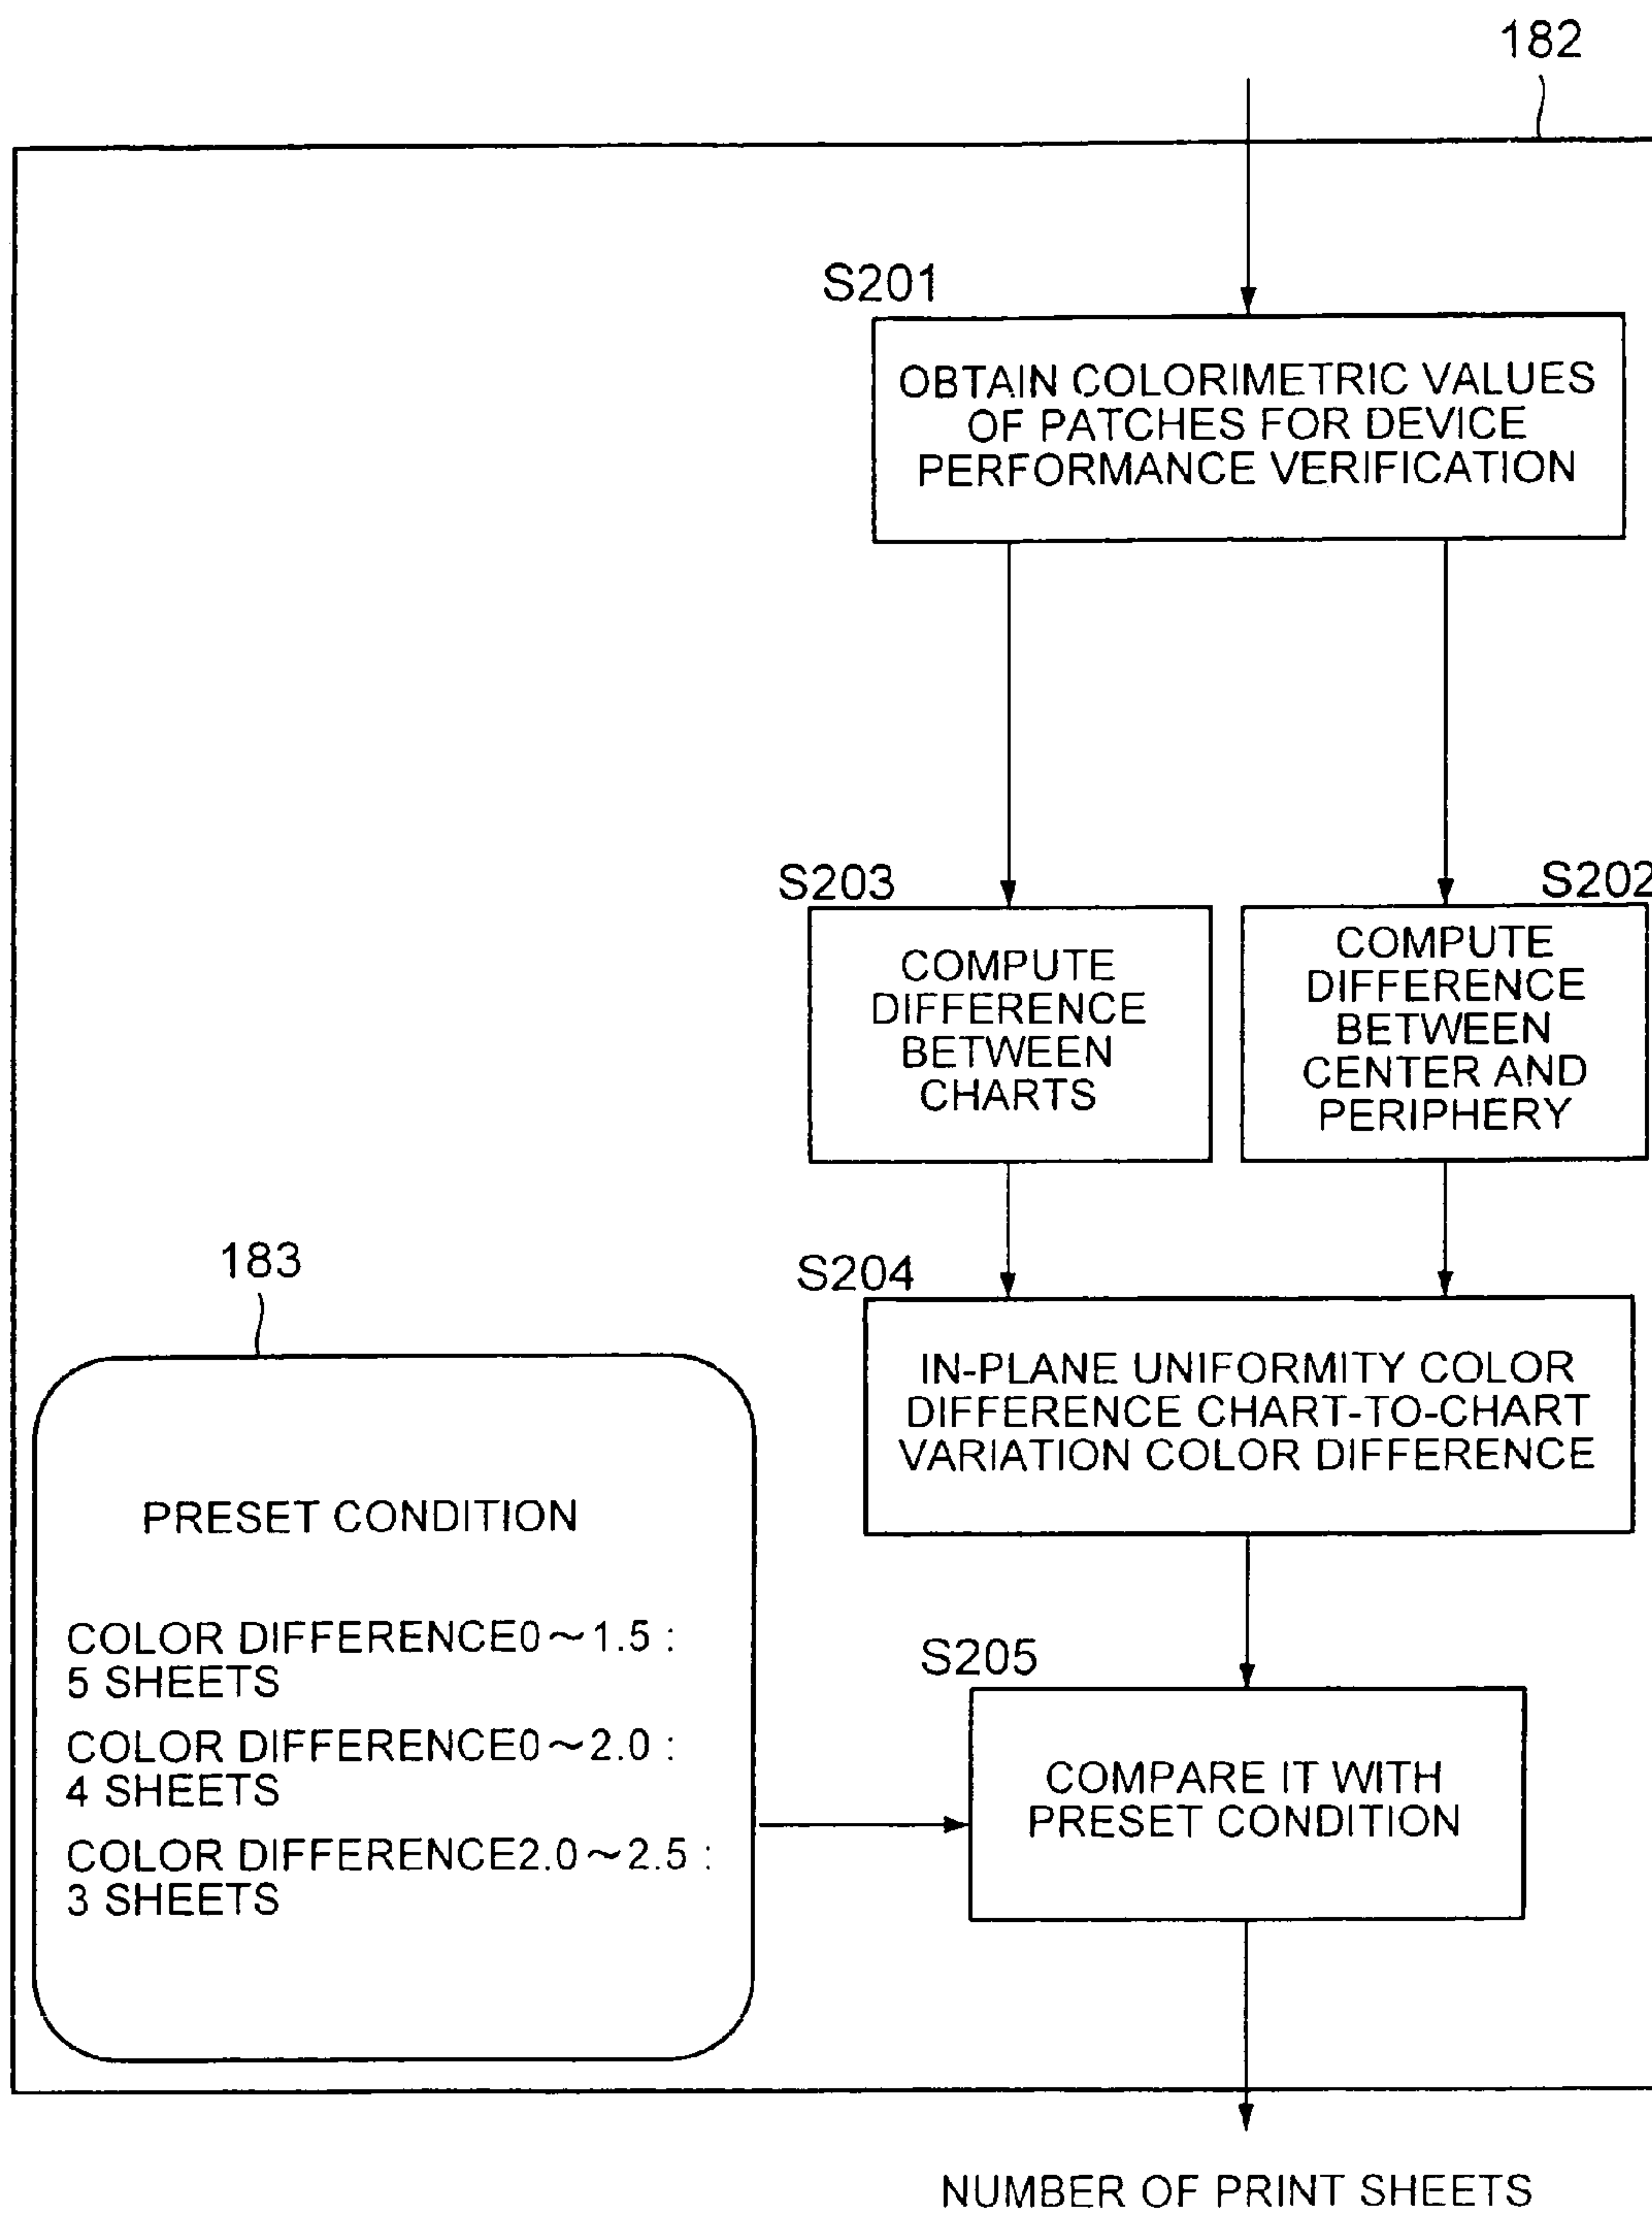 182
S201
OBTAIN COLORIMETRIC VALUES
OF PATCHES FOR DEVICE
PERFORMANCE VERIFICATION
S203
COMPUTE
DIFFERENCE
BETWEEN
CHARTS
S202
COMPUTE
DIFFERENCE
BETWEEN
CENTER AND
PERIPHERY
183
S204
IN-PLANE UNIFORMITY COLOR
DIFFERENCE CHART-TO-CHART
VARIATION COLOR DIFFERENCE
PRESET CONDITION
COLOR DIFFERENCE0~1.5 :
5 SHEETS
COLOR DIFFERENCE0~2.0 :
4 SHEETS
COLOR DIFFERENCE2.0~2.5 :
3 SHEETS
S205
COMPARE IT WITH
PRESET CONDITION
NUMBER OF PRINT SHEETS